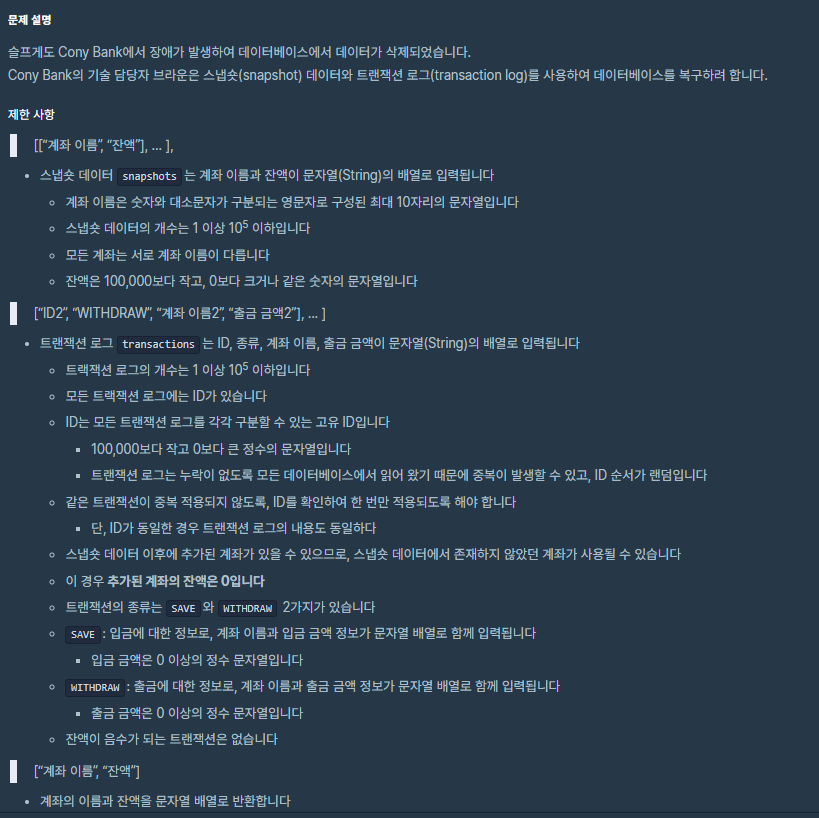 문제 설명
슬프게도 Cony Bank에서 장애가 발생하여 데이터베이스에서 데이터가 삭제되었습니다.
Cony Bank의 기술 담당자 브라운은 스냅숏(snapshot) 데이터와 트랜잭션 로그(transaction log)를 사용하여 데이터베이스를 복구하려 합니다.
제한 사항
[["계좌 이름", "잔액"], ... ],
스냅숏 데이터 snapshots 는 계좌 이름과 잔액이 문자열(String)의 배열로 입력됩니다
계좌 이름은 숫자와 대소문자가 구분되는 영문자로 구성된 최대 10자리의 문자열입니다
스냅숏 데이터의 개수는 1 이상 10⁵ 이하입니다
모든 계좌는 서로 계좌 이름이 다릅니다
잔액은 100,000보다 작고, 0보다 크거나 같은 숫자의 문자열입니다
["ID2", "WITHDRAW", "계좌 이름2", "출금 금액2"], ... ]
트랜잭션 로그 transactions 는 ID, 종류, 계좌 이름, 출금 금액이 문자열(String)의 배열로 입력됩니다
트랙잭션 로그의 개수는 1 이상 10⁵ 이하입니다
모든 트랙잭션 로그에는 ID가 있습니다
ID는 모든 트랜잭션 로그를 각각 구분할 수 있는 고유 ID입니다
100,000보다 작고 0보다 큰 정수의 문자열입니다
트랜잭션 로그는 누락이 없도록 모든 데이터베이스에서 읽어 왔기 때문에 중복이 발생할 수 있고, ID 순서가 랜덤입니다
같은 트랜잭션이 중복 적용되지 않도록, ID를 확인하여 한 번만 적용되도록 해야 합니다
단, ID가 동일한 경우 트랜잭션 로그의 내용도 동일하다
스냅숏 데이터 이후에 추가된 계좌가 있을 수 있으므로, 스냅숏 데이터에서 존재하지 않았던 계좌가 사용될 수 있습니다
이 경우 추가된 계좌의 잔액은 0입니다
트랜잭션의 종류는 SAVE 와 WITHDRAW 2가지가 있습니다
SAVE : 입금에 대한 정보로, 계좌 이름과 입금 금액 정보가 문자열 배열로 함께 입력됩니다
입금 금액은 0 이상의 정수 문자열입니다
WITHDRAW : 출금에 대한 정보로, 계좌 이름과 출금 금액 정보가 문자열 배열로 함께 입력됩니다
출금 금액은 0 이상의 정수 문자열입니다
잔액이 음수가 되는 트랜잭션은 없습니다
["계좌 이름", "잔액"]
계좌의 이름과 잔액을 문자열 배열로 반환합니다